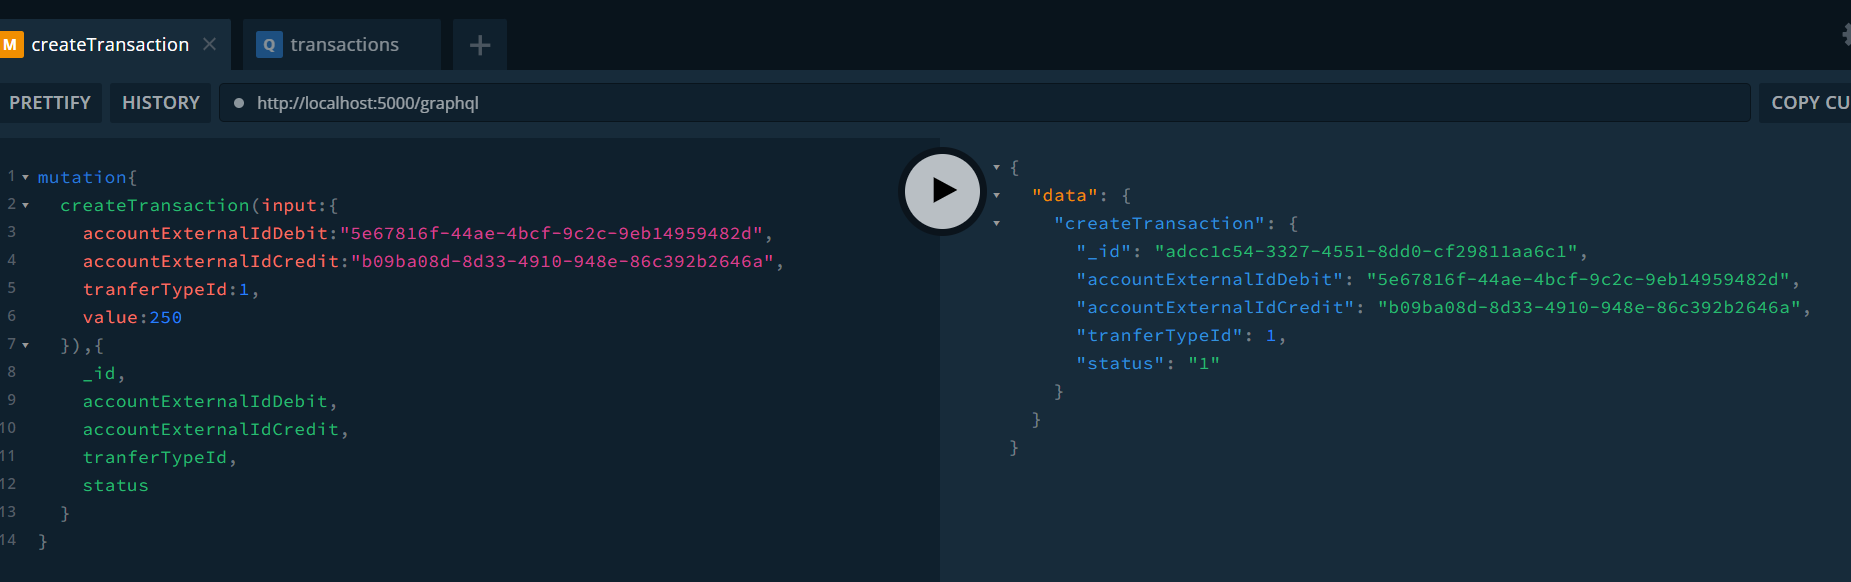 M createTransaction × Q transactions +
PRETTIFY HISTORY http://localhost:5000/graphql COPY CU
1 mutation{
2 createTransaction(input:{
3 accountExternalIdDebit:"5e67816f-44ae-4bcf-9c2c-9eb14959482d",
4 accountExternalIdCredit:"b09ba08d-8d33-4910-948e-86c392b2646a",
5 tranferTypeId:1,
6 value:250
7 }),{
8 _id,
9 accountExternalIdDebit,
10 accountExternalIdCredit,
11 tranferTypeId,
12 status
13 }
14 }
{
"data": {
"createTransaction": {
"_id": "adcc1c54-3327-4551-8dd0-cf29811aa6c1",
"accountExternalIdDebit": "5e67816f-44ae-4bcf-9c2c-9eb14959482d",
"accountExternalIdCredit": "b09ba08d-8d33-4910-948e-86c392b2646a",
"tranferTypeId": 1,
"status": "1"
}
}
}